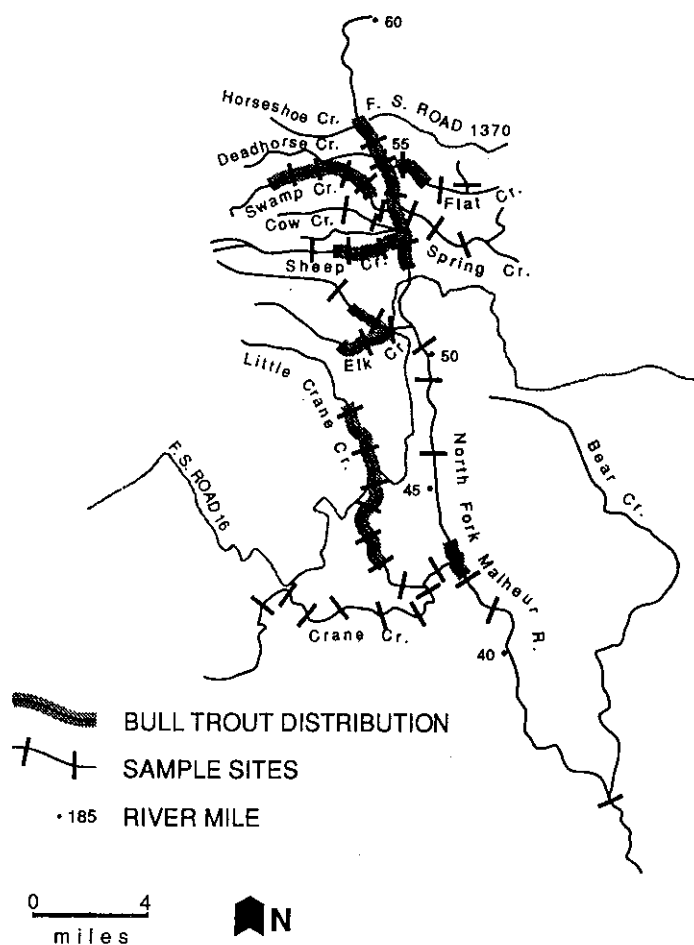 60
Horseshoe Cr.
F. S. ROAD 1370
Deadhorse Cr.
55
Swamp Cr.
Flat Cr.
Cow Cr.
Sheep Cr.
Spring Cr.
Elk Cr.
50
Little Crane Cr.
F.S. ROAD 16
45
North Fork Malheur R.
Bear Cr.
Crane Cr.
40
BULL TROUT DISTRIBUTION
SAMPLE SITES
• 185 RIVER MILE
0 4
miles
N